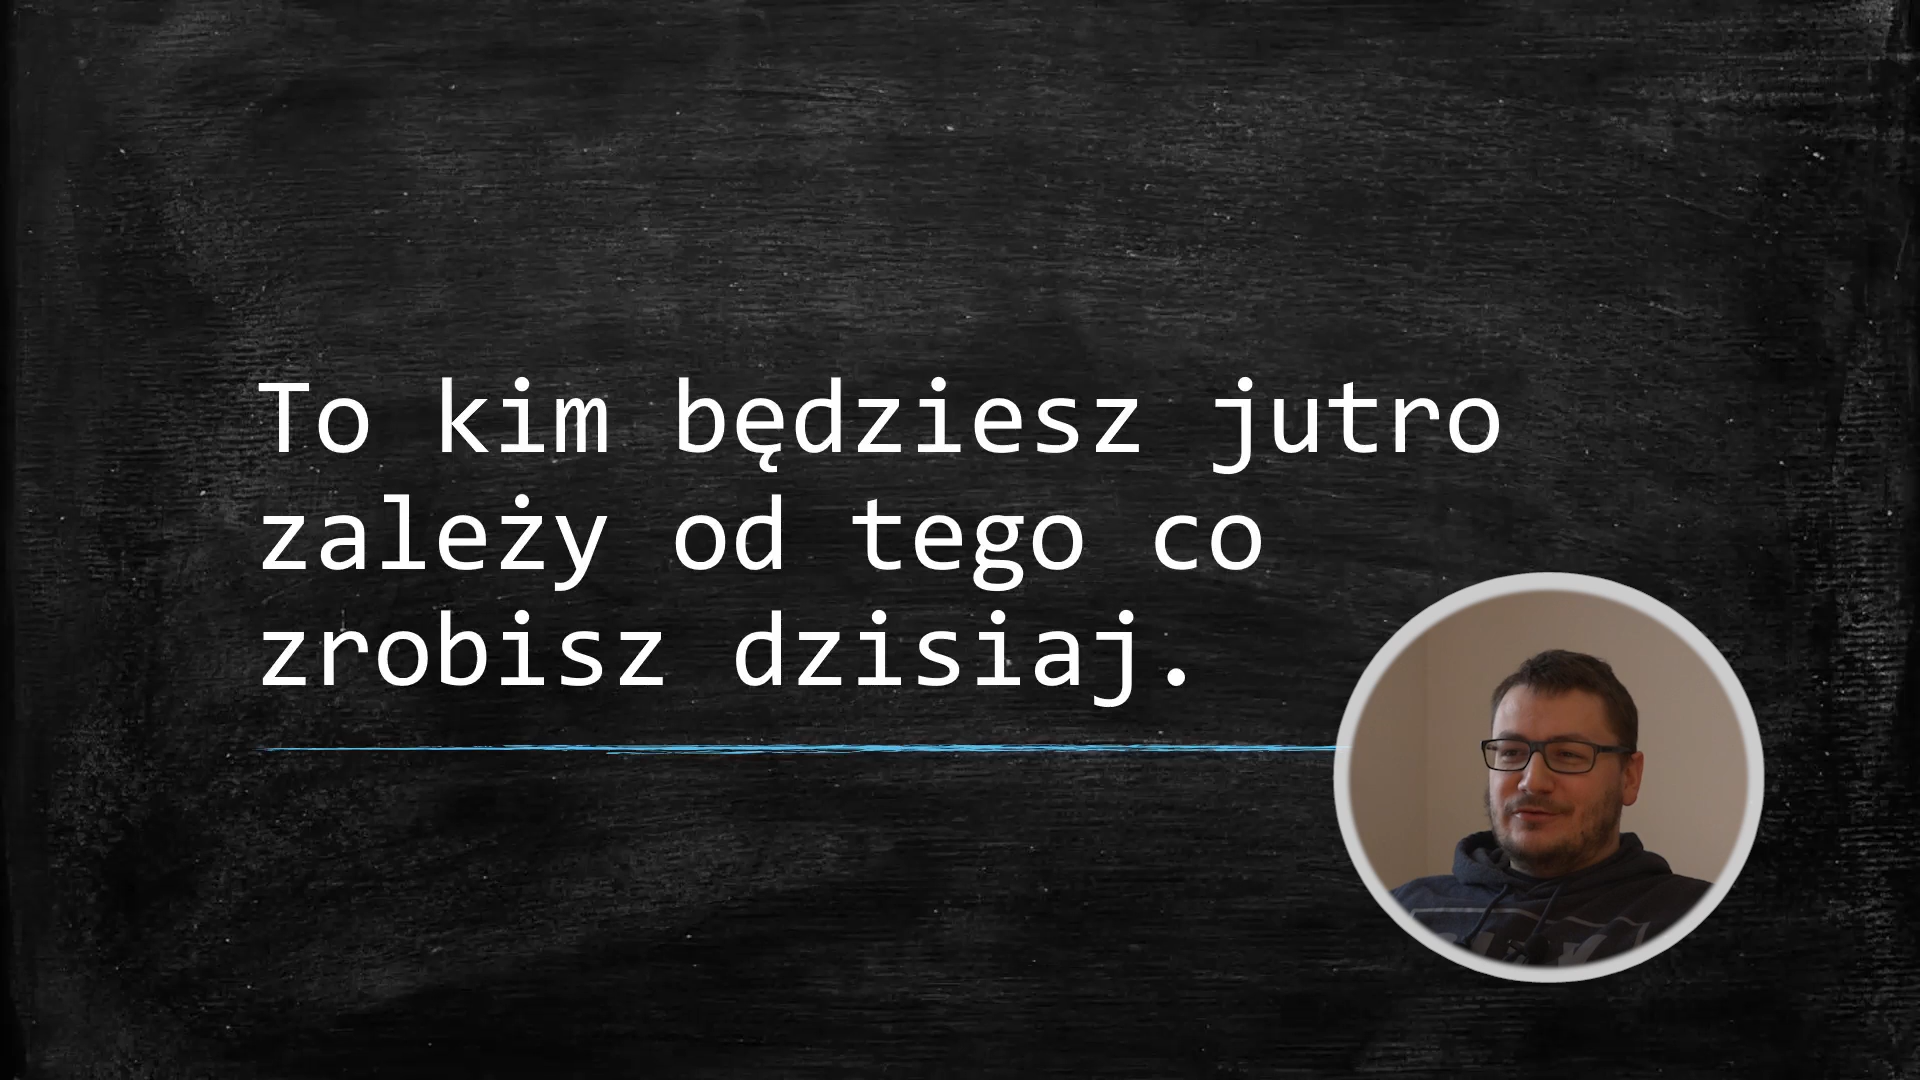 To kim będziesz jutro
zależy od tego co
zrobisz dzisiaj.